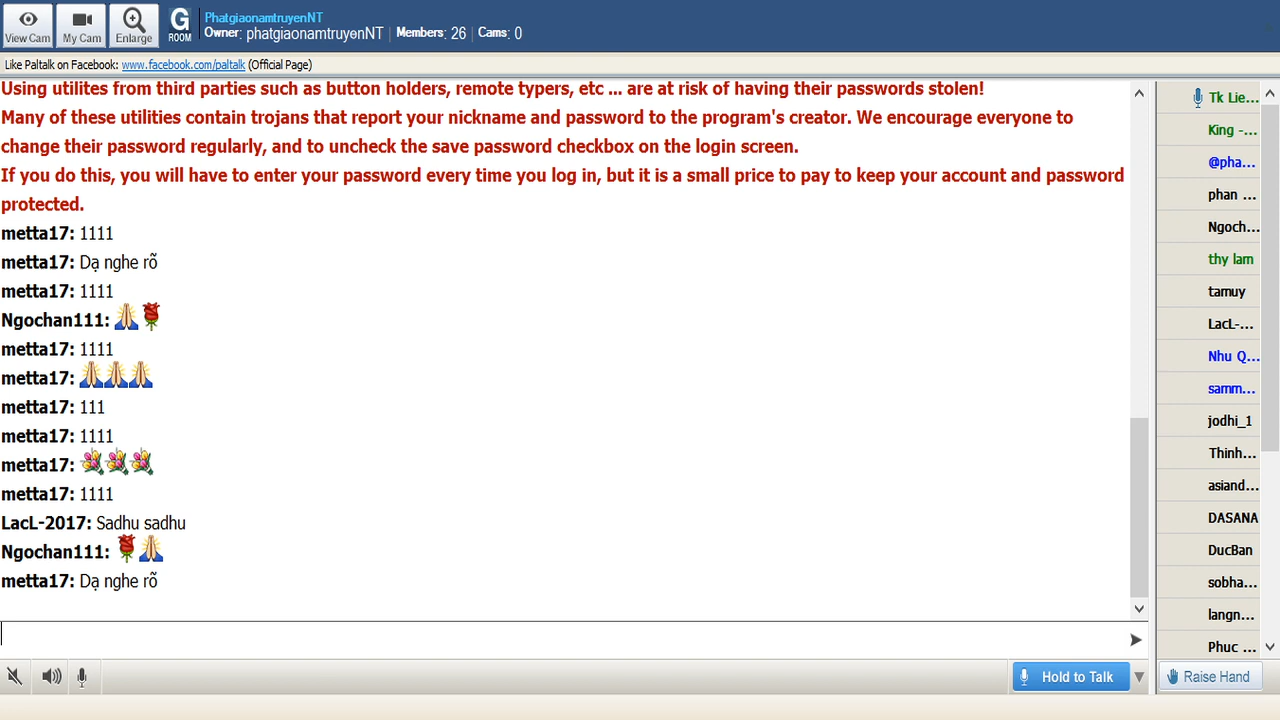 PhatgiaonamtruyenNT
Owner: phatgiaonamtruyenNT Members: 26 Cams: 0
View Cam My Cam Enlarge G ROOM
Like Paltalk on Facebook: www.facebook.com/paltalk (Official Page)
Using utilites from third parties such as button holders, remote typers, etc ... are at risk of having their passwords stolen!
Many of these utilities contain trojans that report your nickname and password to the program's creator. We encourage everyone to
change their password regularly, and to uncheck the save password checkbox on the login screen.
If you do this, you will have to enter your password every time you log in, but it is a small price to pay to keep your account and password
protected.
metta17: 1111
metta17: Dạ nghe rõ
metta17: 1111
Ngochan111:
metta17: 1111
metta17:
metta17: 111
metta17: 1111
metta17:
metta17: 1111
LacL-2017: Sadhu sadhu
Ngochan111:
metta17: Dạ nghe rõ
Tk Lie...
King -...
@pha...
phan ...
Ngoch...
thy lam
tamuy
LacL-...
Nhu Q...
samm...
jodhi_1
Thinh...
asiand...
DASANA
DucBan
sobha...
langn...
Phuc ...
Hold to Talk
Raise Hand